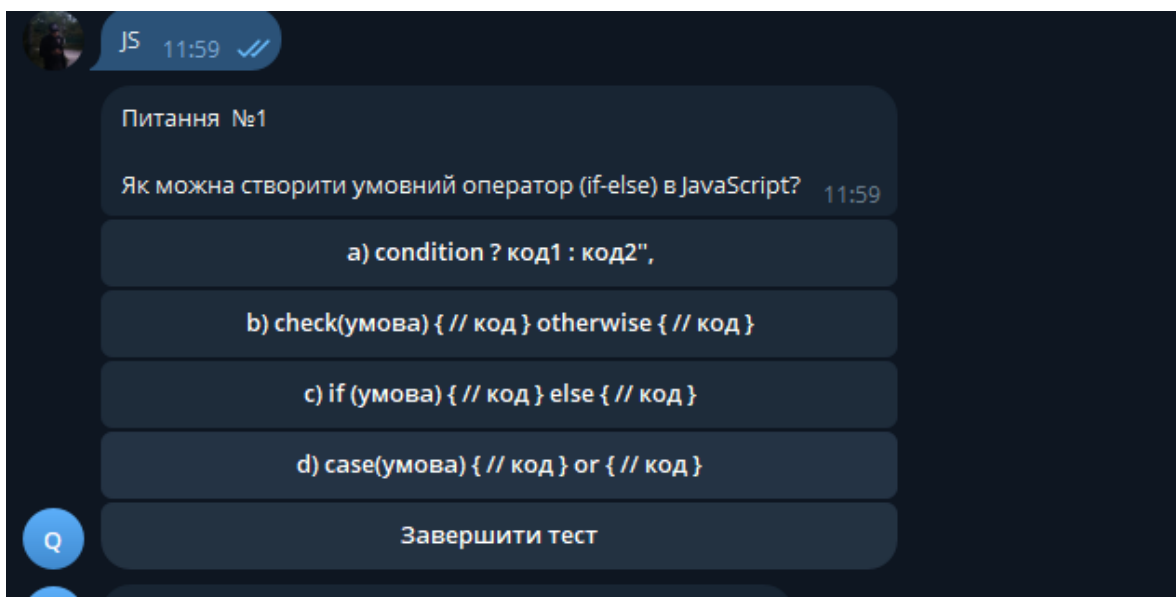 JS 11:59
Питання №1
Як можна створити умовний оператор (if-else) в JavaScript? 11:59
a) condition ? код1 : код2",
b) check(умова) { // код } otherwise { // код }
c) if (умова) { // код } else { // код }
d) case(умова) { // код } or { // код }
Завершити тест
Q